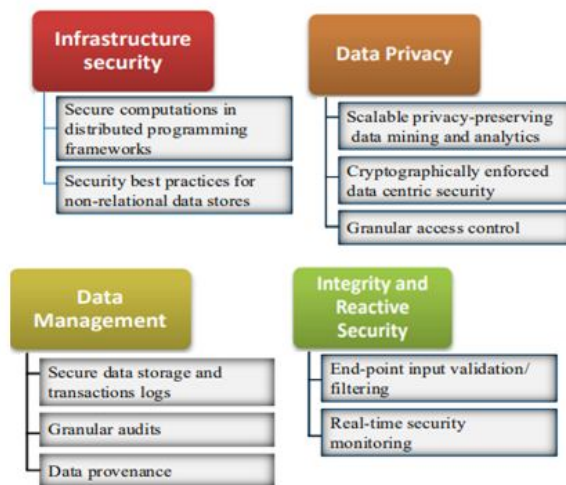 Infrastructure
security
Secure computations in
distributed programming
frameworks
Security best practices for
non-relational data stores
Data Privacy
Scalable privacy-preserving
data mining and analytics
Cryptographically enforced
data centric security
Granular access control
Data
Management
Secure data storage and
transactions logs
Granular audits
Data provenance
Integrity and
Reactive
Security
End-point input validation/
filtering
Real-time security
monitoring